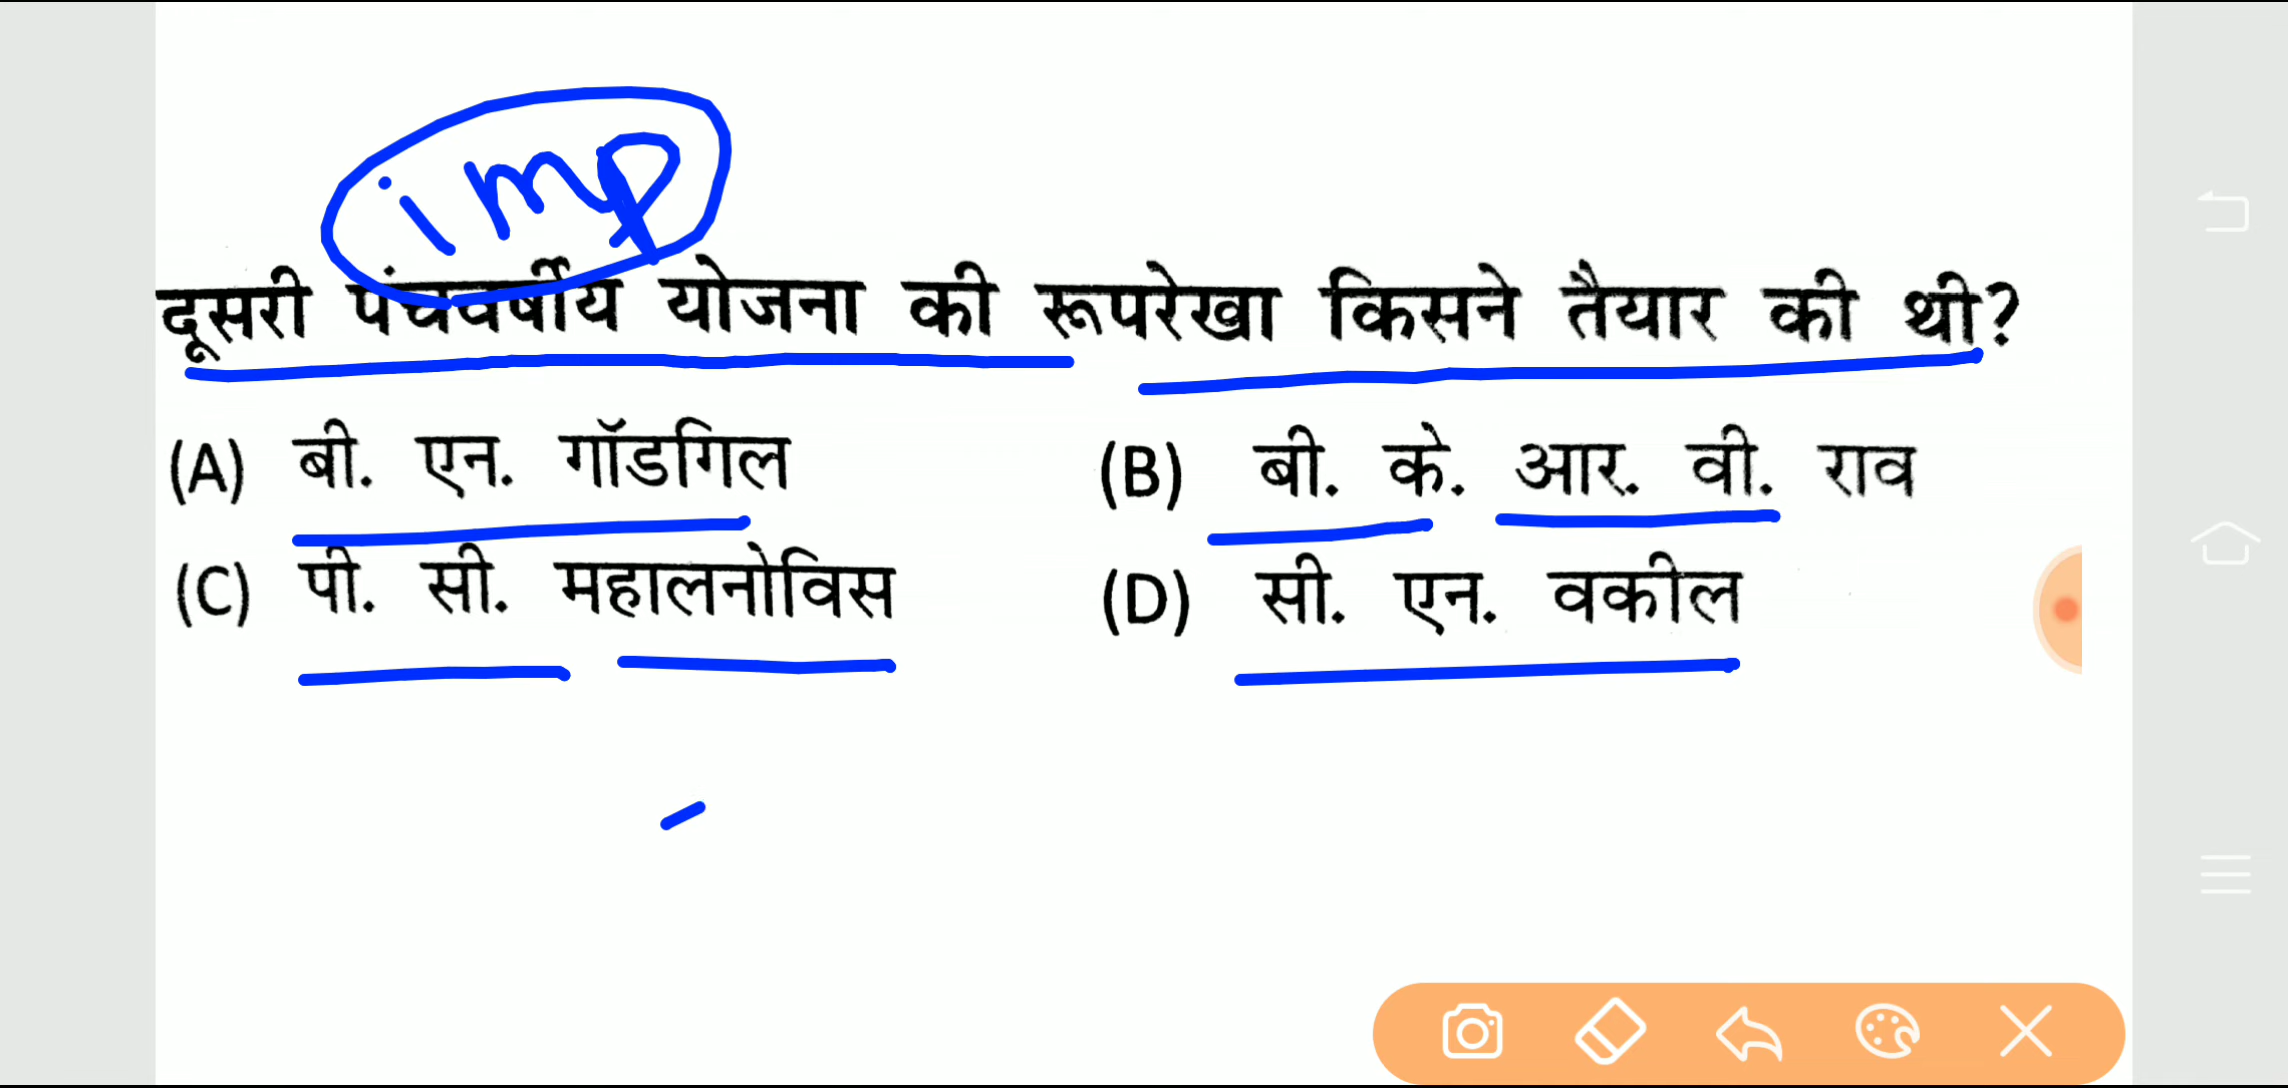 imp
दूसरी पंचवर्षीय योजना की रूपरेखा किसने तैयार की थी?
(A) बी. एन. गॉडगिल (B) बी. के. आर. वी. राव
(C) पी. सी. महालनोविस (D) सी. एन. वकील